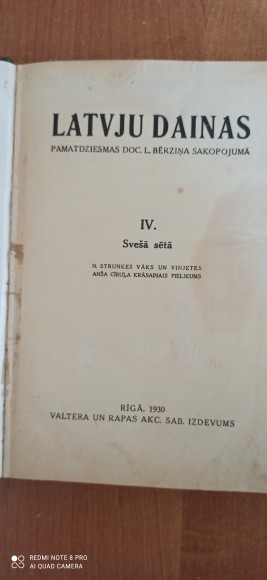 LATVJU DAINAS
PAMATDZIESMAS DOC. L. BĒRZIŅA SAKOPOJUMĀ
IV.
Svešā sētā
N. STRUNKES VĀKS UN VINJETES
ANŠA CĪRUĻA KRĀSAINAIS PIELIKUMS
RĪGĀ, 1930
VALTERA UN RAPAS AKC. SAB. IZDEVUMS
REDMI NOTE 8 PRO
AI QUAD CAMERA